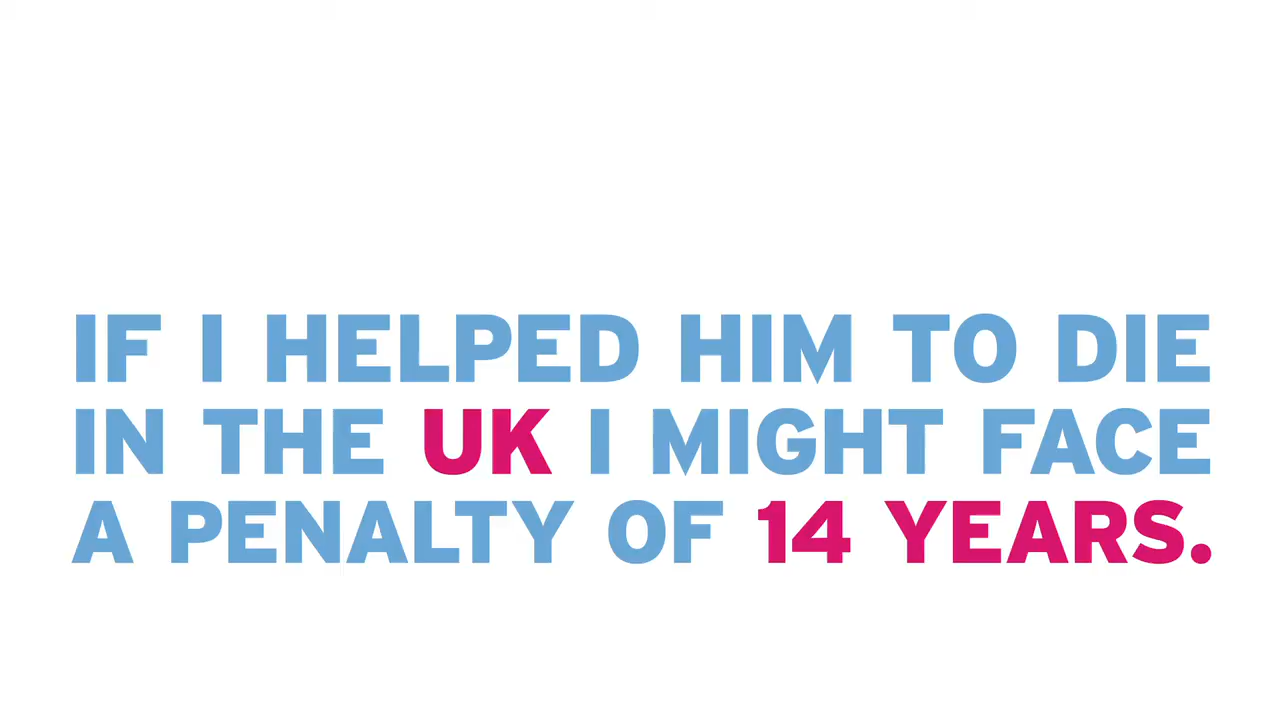 IF I HELPED HIM TO DIE
IN THE UK I MIGHT FACE
A PENALTY OF 14 YEARS.